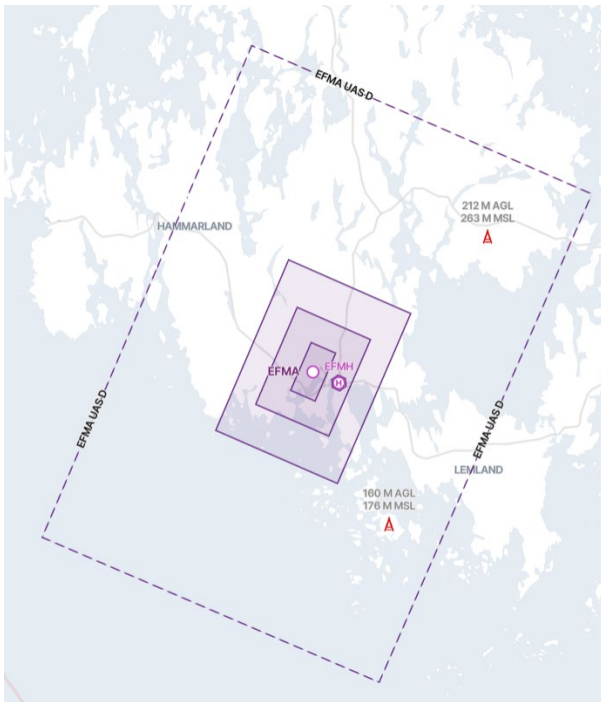 EFMA UAS D
212 M AGL
263 M MSL
HAMMARLAND
EFMH
EFMA
H
EFMA UAS D
EFMA UAS D
LEMLAND
160 M AGL
176 M MSL